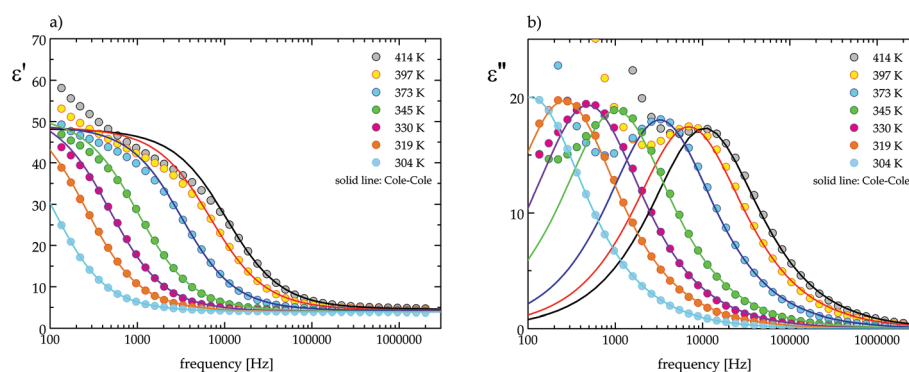 a)
ε'
70
60
50
40
30
20
10
0
100 1000 10000 100000 1000000
frequency [Hz]
414 K
397 K
373 K
345 K
330 K
319 K
304 K
solid line: Cole-Cole
b)
ε"
20
10
0
100 1000 10000 100000 1000000
frequency [Hz]
414 K
397 K
373 K
345 K
330 K
319 K
304 K
solid line: Cole-Cole